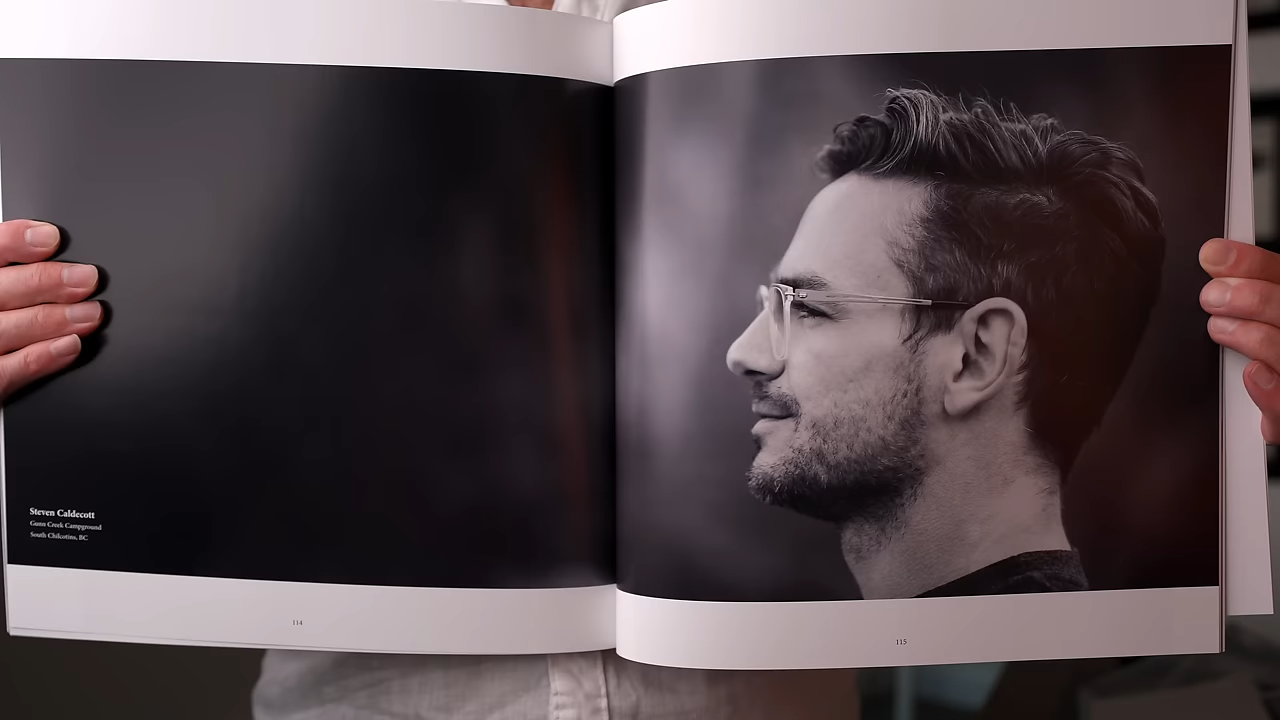 Steven Caldecott
Gunn Creek Campground
South Chilcotins, BC
114
115